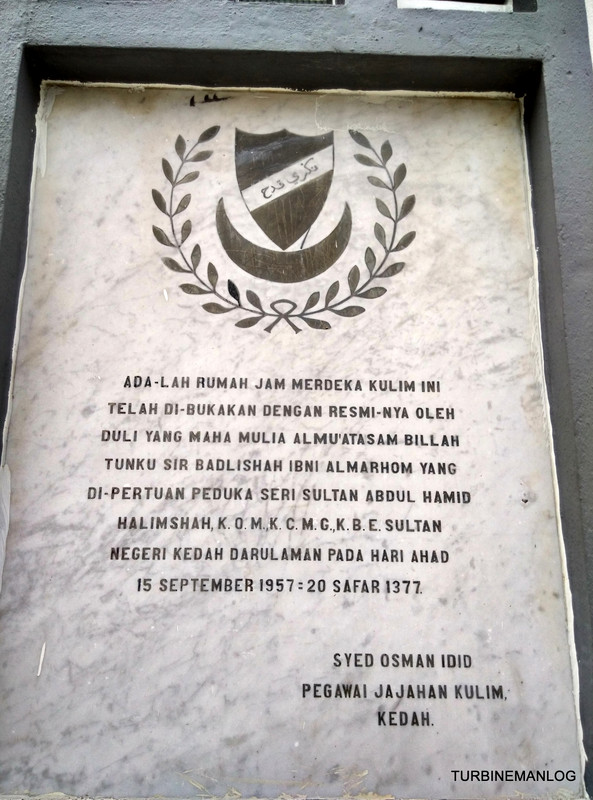 نكري قدح
ADA-LAH RUMAH JAM MERDEKA KULIM INI
TELAH DI-BUKAKAN DENGAN RESMI-NYA OLEH
DULI YANG MAHA MULIA ALMU'ATASAM BILLAH
TUNKU SIR BADLISHAH IBNI ALMARHOM YANG
DI-PERTUAN PEDUKA SERI SULTAN ABDUL HAMID
HALIMSHAH, K. O. M., K. C. M. G., K. B. E. SULTAN
NEGERI KEDAH DARULAMAN PADA HARI AHAD
15 SEPTEMBER 1957 = 20 SAFAR 1377.
SYED OSMAN IDID
PEGAWAI JAJAHAN KULIM,
KEDAH.
TURBINEMANLOG